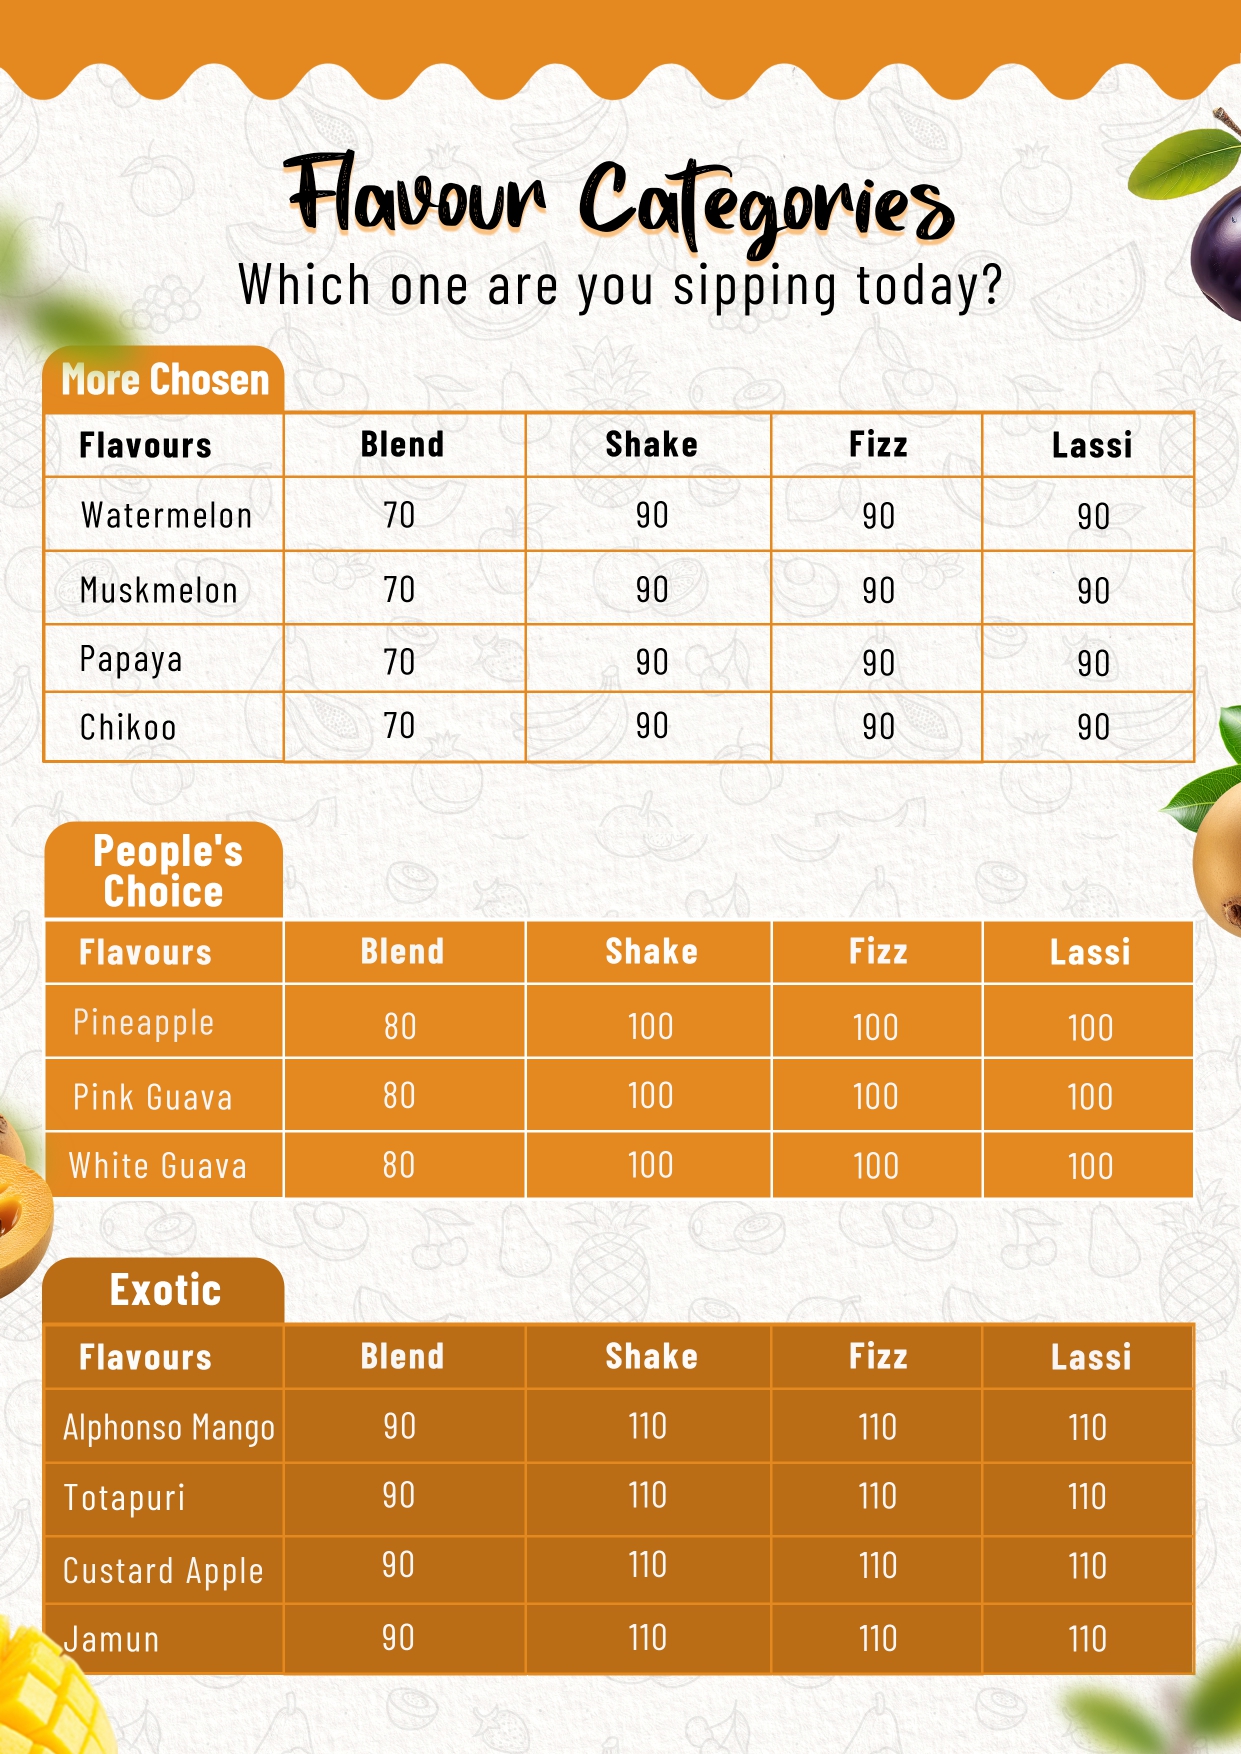 Flavour Categories
Which one are you sipping today?
More Chosen
Flavours Blend Shake Fizz Lassi
Watermelon 70 90 90 90
Muskmelon 70 90 90 90
Papaya 70 90 90 90
Chikoo 70 90 90 90
People's
Choice
Flavours Blend Shake Fizz Lassi
Pineapple 80 100 100 100
Pink Guava 80 100 100 100
White Guava 80 100 100 100
Exotic
Flavours Blend Shake Fizz Lassi
Alphonso Mango 90 110 110 110
Totapuri 90 110 110 110
Custard Apple 90 110 110 110
Jamun 90 110 110 110